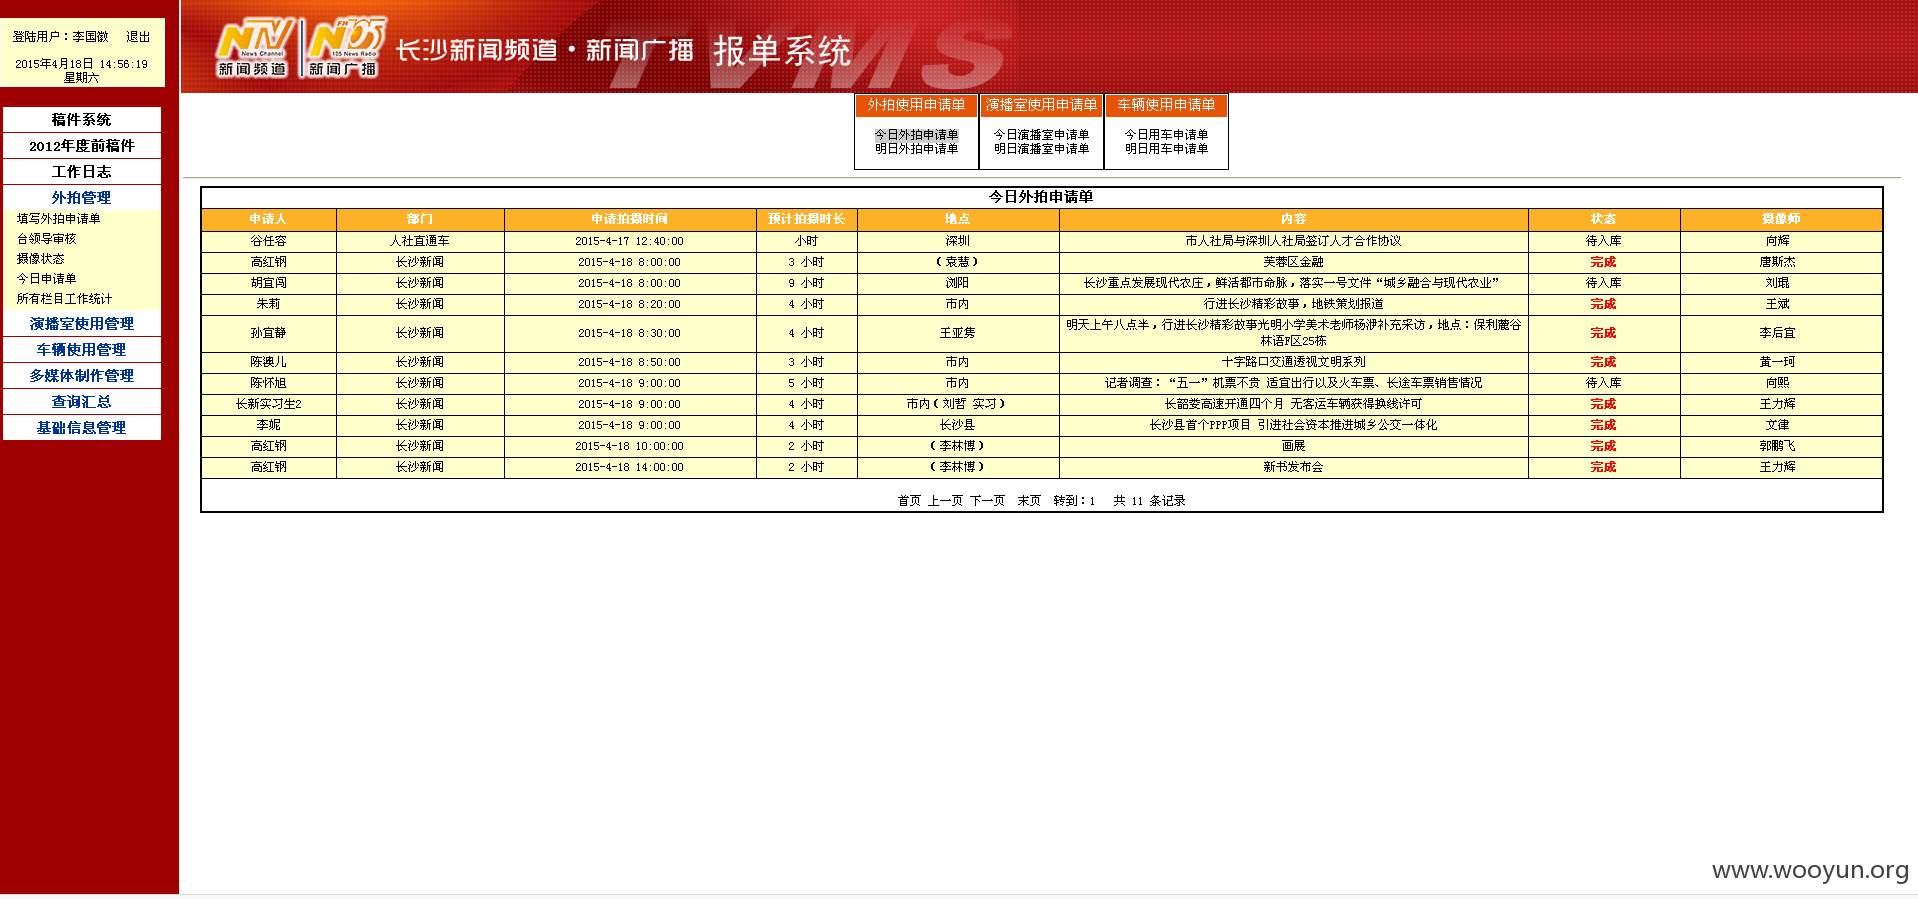 登陆用户：李国徽 退出
2015年4月18日 14:56:19
星期六
稿件系统
2012年度前稿件
工作日志
外拍管理
填写外拍申请单
台领导审核
摄像状态
今日申请单
所有栏目工作统计
演播室使用管理
车辆使用管理
多媒体制作管理
查询汇总
基础信息管理
NTV News Channel 新闻频道
FM N105 105 News Radio 新闻广播
长沙新闻频道·新闻广播 报单系统
TVMS
外拍使用申请单 演播室使用申请单 车辆使用申请单
今日外拍申请单 今日演播室申请单 今日用车申请单
明日外拍申请单 明日演播室申请单 明日用车申请单
今日外拍申请单
申请人 部门 申请拍摄时间 预计拍摄时长 地点 内容 状态 摄像师
谷任容 人社直通车 2015-4-17 12:40:00 小时 深圳 市人社局与深圳人社局签订人才合作协议 待入库 向辉
高红钢 长沙新闻 2015-4-18 8:00:00 3 小时 （袁慧） 芙蓉区金融 完成 唐斯杰
胡宜闯 长沙新闻 2015-4-18 8:00:00 9 小时 浏阳 长沙重点发展现代农庄，鲜活都市命脉，落实一号文件“城乡融合与现代农业” 待入库 刘琨
朱莉 长沙新闻 2015-4-18 8:20:00 4 小时 市内 行进长沙精彩故事，地铁策划报道 完成 王斌
孙宜静 长沙新闻 2015-4-18 8:30:00 4 小时 王亚隽 明天上午八点半，行进长沙精彩故事光明小学美术老师杨洢补充采访，地点：保利麓谷
林语F区25栋 完成 李后宜
陈澳儿 长沙新闻 2015-4-18 8:50:00 3 小时 市内 十字路口交通透视文明系列 完成 黄一珂
陈怀旭 长沙新闻 2015-4-18 9:00:00 5 小时 市内 记者调查：“五一”机票不贵 适宜出行以及火车票、长途车票销售情况 待入库 向熙
长新实习生2 长沙新闻 2015-4-18 9:00:00 4 小时 市内（刘哲 实习） 长韶娄高速开通四个月 无客运车辆获得换线许可 完成 王力辉
李妮 长沙新闻 2015-4-18 9:00:00 4 小时 长沙县 长沙县首个PPP项目 引进社会资本推进城乡公交一体化 完成 文律
高红钢 长沙新闻 2015-4-18 10:00:00 2 小时 （李林博） 画展 完成 郭鹏飞
高红钢 长沙新闻 2015-4-18 14:00:00 2 小时 （李林博） 新书发布会 完成 王力辉
首页 上一页 下一页 末页 转到：1 共 11 条记录
www.wooyun.org